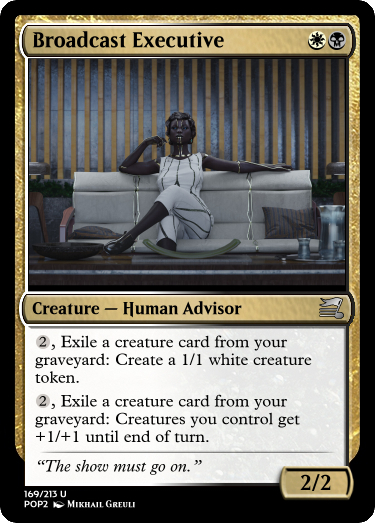 Broadcast Executive
Creature — Human Advisor
2, Exile a creature card from your
graveyard: Create a 1/1 white creature
token.
2, Exile a creature card from your
graveyard: Creatures you control get
+1/+1 until end of turn.
“The show must go on.”
2/2
169/213 U
POP2 Mikhail Greuli